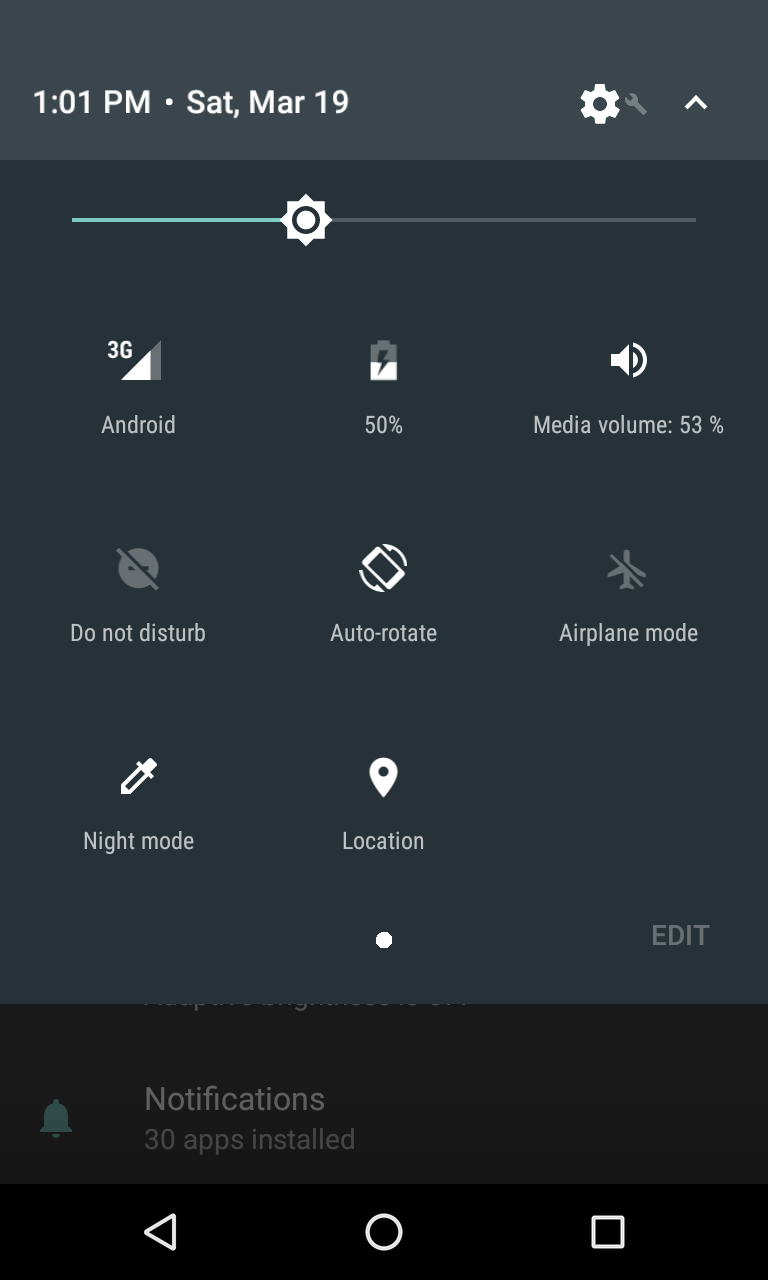 1:01 PM • Sat, Mar 19
3G
Android
50%
Media volume: 53 %
Do not disturb
Auto-rotate
Airplane mode
Night mode
Location
EDIT
Notifications
30 apps installed